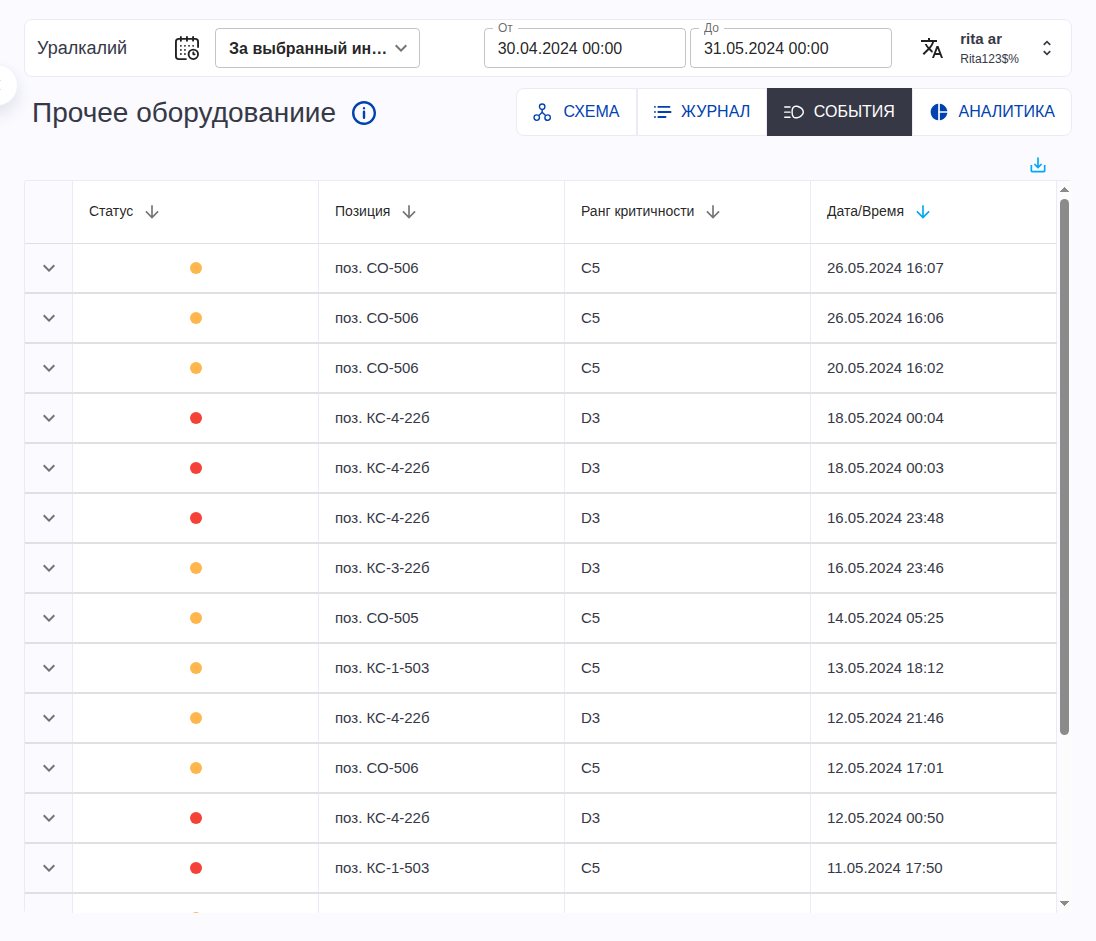 Уралкалий
За выбранный ин…
От
30.04.2024 00:00
До
31.05.2024 00:00
rita ar
Rita123$%
Прочее оборудованиие
СХЕМА
ЖУРНАЛ
СОБЫТИЯ
АНАЛИТИКА
Статус Позиция Ранг критичности Дата/Время
поз. СО-506 C5 26.05.2024 16:07
поз. СО-506 C5 26.05.2024 16:06
поз. СО-506 C5 20.05.2024 16:02
поз. КС-4-22б D3 18.05.2024 00:04
поз. КС-4-22б D3 18.05.2024 00:03
поз. КС-4-22б D3 16.05.2024 23:48
поз. КС-3-22б D3 16.05.2024 23:46
поз. СО-505 C5 14.05.2024 05:25
поз. КС-1-503 C5 13.05.2024 18:12
поз. КС-4-22б D3 12.05.2024 21:46
поз. СО-506 C5 12.05.2024 17:01
поз. КС-4-22б D3 12.05.2024 00:50
поз. КС-1-503 C5 11.05.2024 17:50